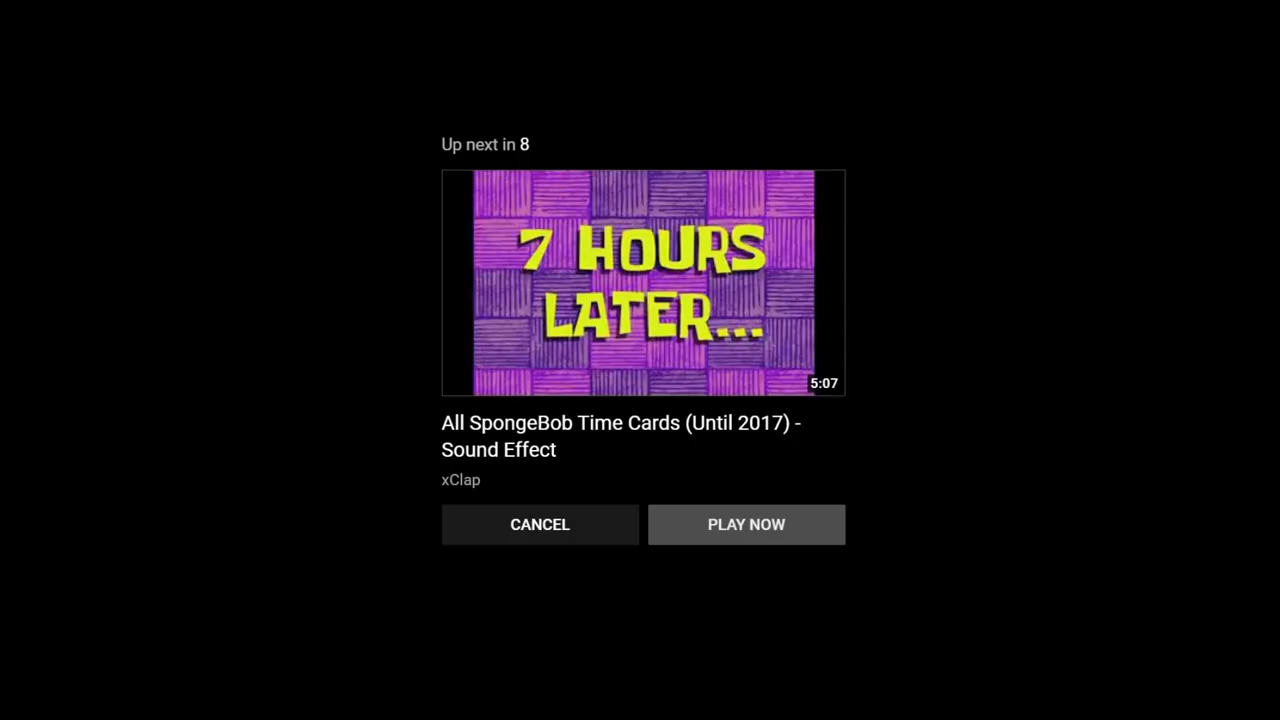 Up next in 8
7 HOURS
LATER...
5:07
All SpongeBob Time Cards (Until 2017) -
Sound Effect
xClap
CANCEL
PLAY NOW